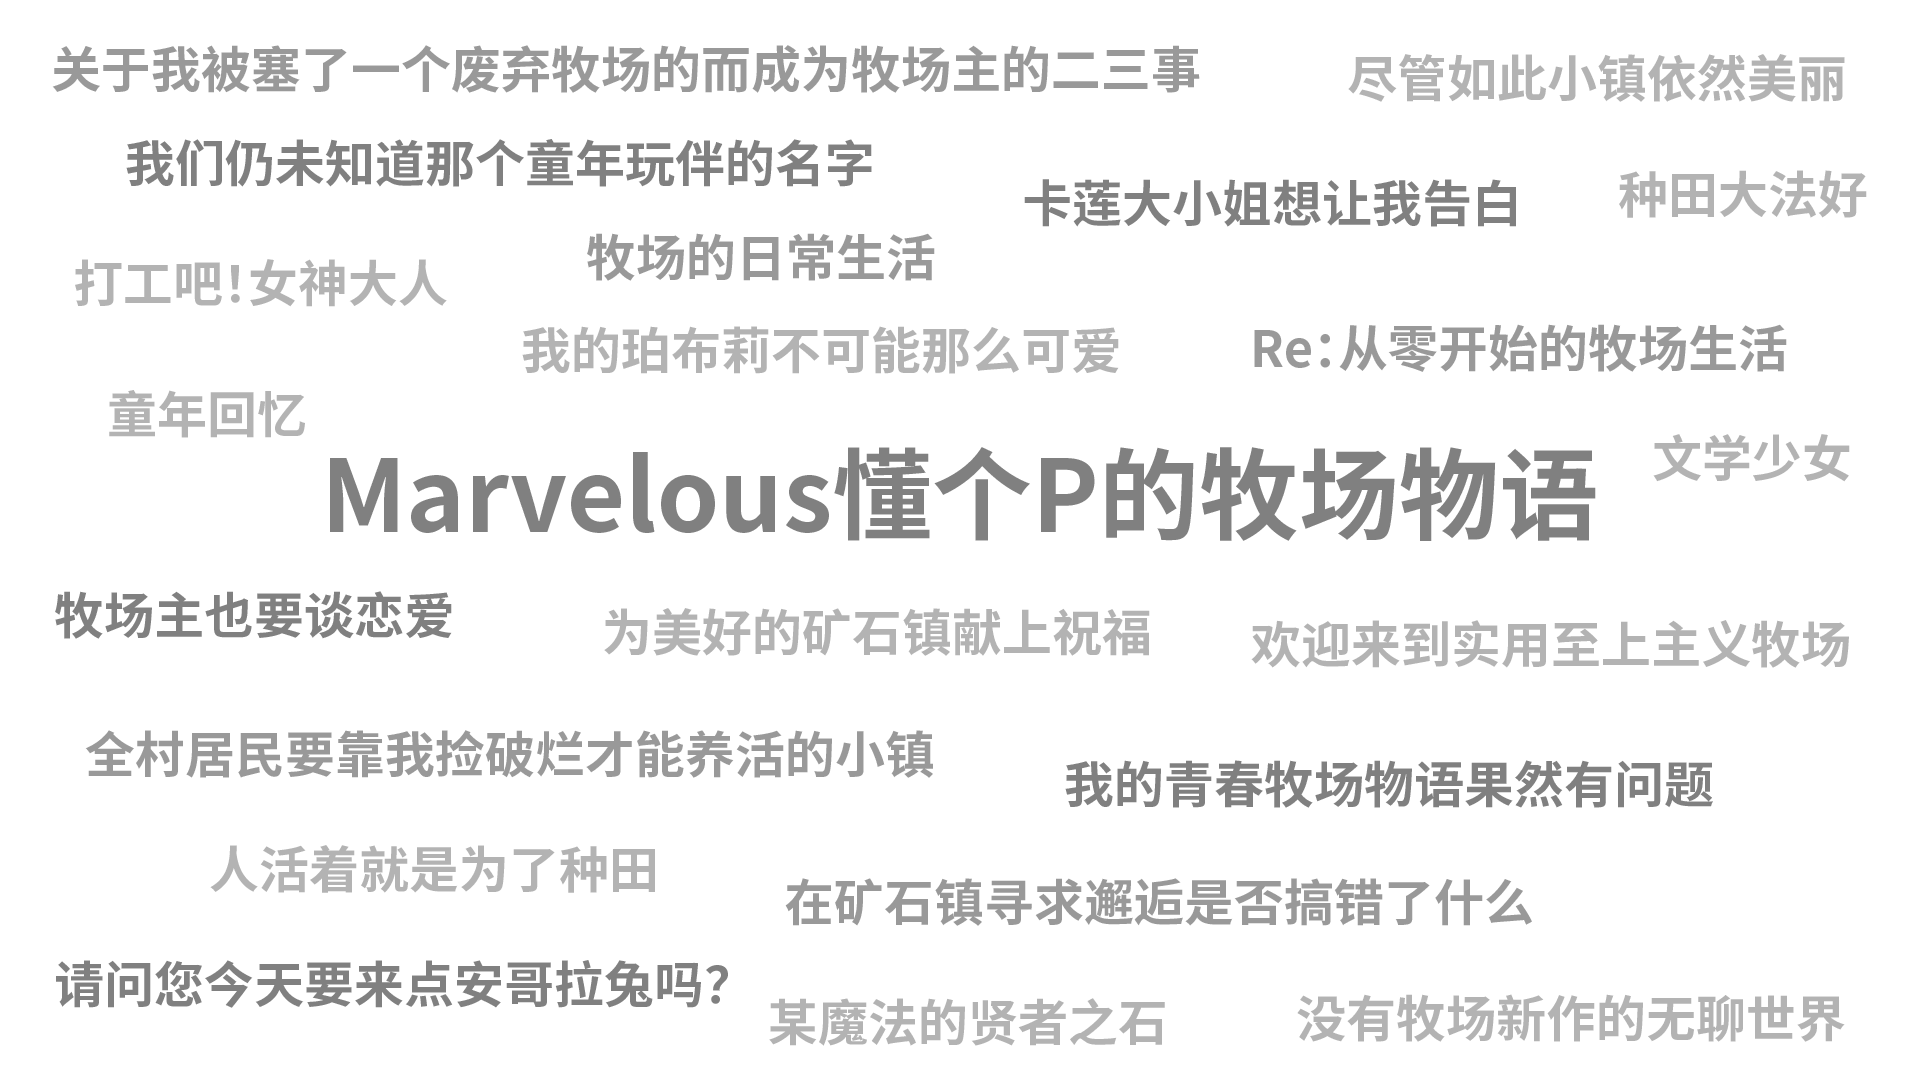 关于我被塞了一个废弃牧场的而成为牧场主的二三事
尽管如此小镇依然美丽
我们仍未知道那个童年玩伴的名字
卡莲大小姐想让我告白
种田大法好
牧场的日常生活
打工吧！女神大人
我的珀布莉不可能那么可爱
Re：从零开始的牧场生活
童年回忆
文学少女
Marvelous懂个P的牧场物语
牧场主也要谈恋爱
为美好的矿石镇献上祝福
欢迎来到实用至上主义牧场
全村居民要靠我捡破烂才能养活的小镇
我的青春牧场物语果然有问题
人活着就是为了种田
在矿石镇寻求邂逅是否搞错了什么
请问您今天要来点安哥拉兔吗？
某魔法的贤者之石
没有牧场新作的无聊世界